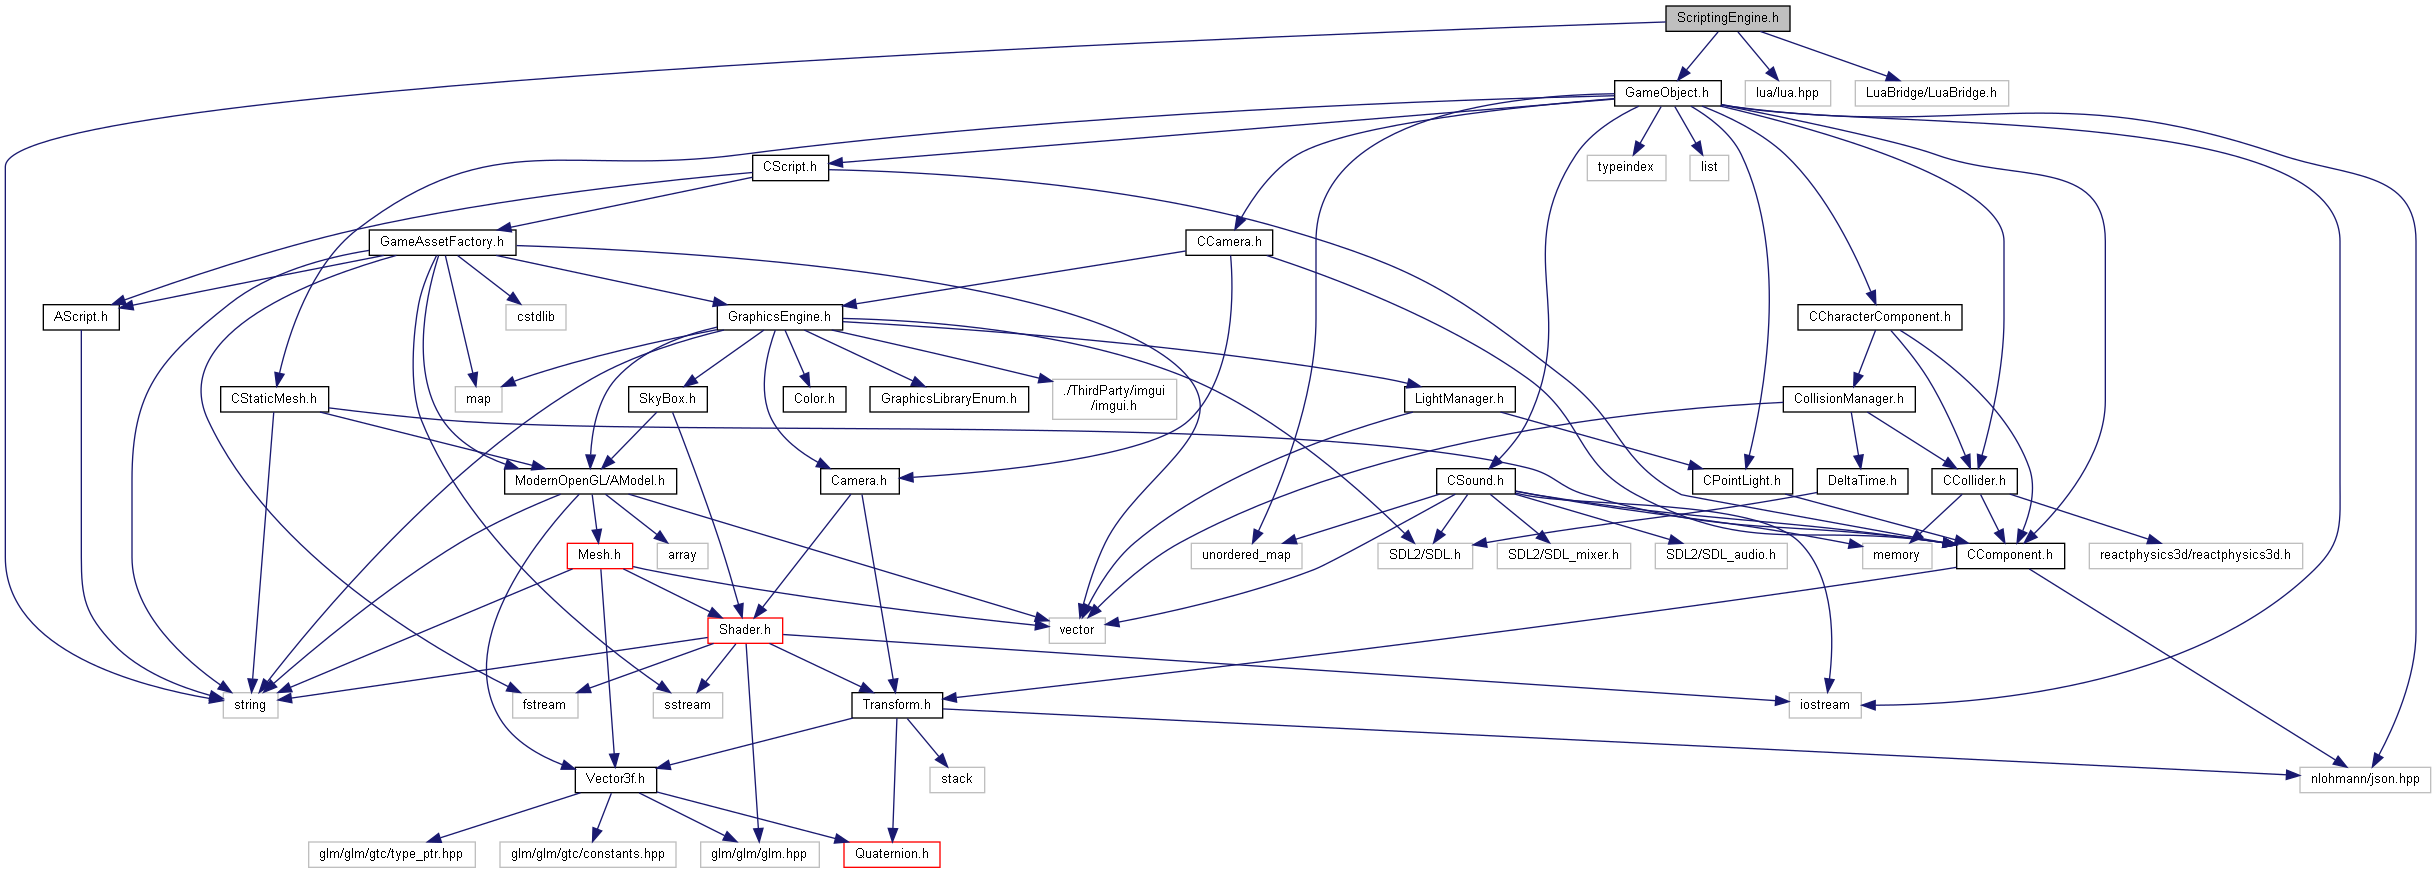 ScriptingEngine.h
GameObject.h
lua/lua.hpp
LuaBridge/LuaBridge.h
CScript.h
typeindex
list
GameAssetFactory.h
CCamera.h
AScript.h
cstdlib
GraphicsEngine.h
CCharacterComponent.h
CStaticMesh.h
map
SkyBox.h
Color.h
GraphicsLibraryEnum.h
./ThirdParty/imgui
/imgui.h
LightManager.h
CollisionManager.h
ModernOpenGL/AModel.h
Camera.h
CSound.h
CPointLight.h
DeltaTime.h
CCollider.h
Mesh.h
array
unordered_map
SDL2/SDL.h
SDL2/SDL_mixer.h
SDL2/SDL_audio.h
memory
CComponent.h
reactphysics3d/reactphysics3d.h
Shader.h
vector
string
fstream
sstream
Transform.h
iostream
Vector3f.h
stack
nlohmann/json.hpp
glm/glm/gtc/type_ptr.hpp
glm/glm/gtc/constants.hpp
glm/glm/glm.hpp
Quaternion.h